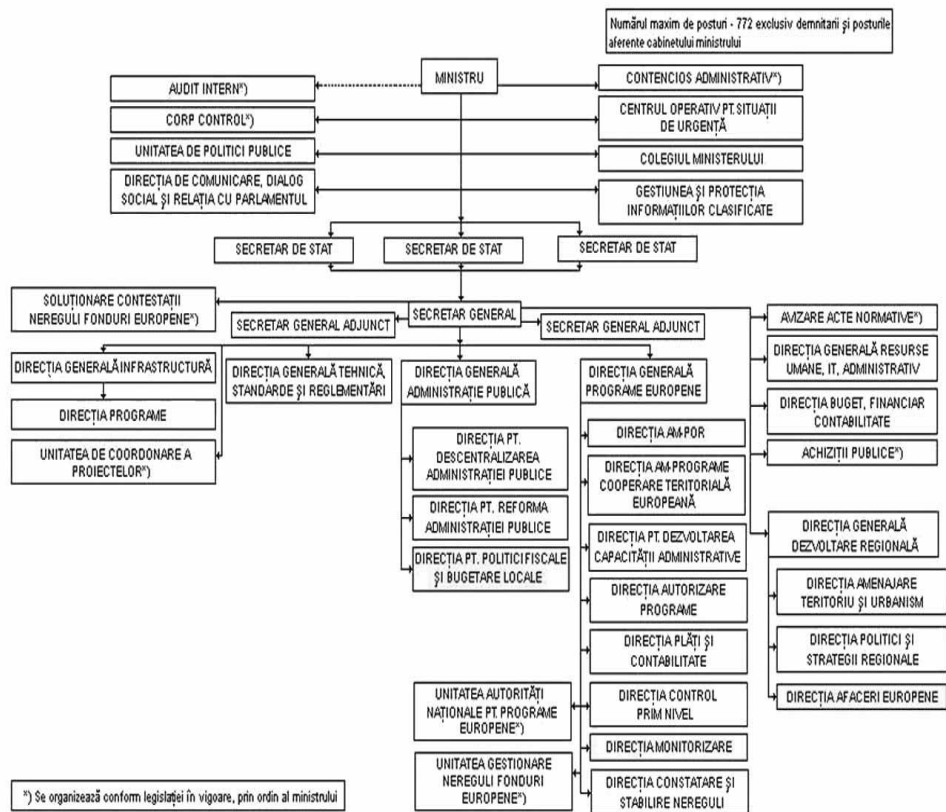 Numărul maxim de posturi - 772 exclusiv demnitarii și posturile
aferente cabinetului ministrului
MINISTRU
AUDIT INTERN*)
CONTENCIOS ADMINISTRATIV*)
CORP CONTROL*)
CENTRUL OPERATIV PT. SITUAȚII
DE URGENȚĂ
UNITATEA DE POLITICI PUBLICE
COLEGIUL MINISTERULUI
DIRECȚIA DE COMUNICARE, DIALOG
SOCIAL ȘI RELAȚIA CU PARLAMENTUL
GESTIUNEA ȘI PROTECȚIA
INFORMAȚIILOR CLASIFICATE
SECRETAR DE STAT
SECRETAR DE STAT
SECRETAR DE STAT
SOLUȚIONARE CONTESTAȚII
NEREGULI FONDURI EUROPENE*)
SECRETAR GENERAL
SECRETAR GENERAL ADJUNCT
SECRETAR GENERAL ADJUNCT
AVIZARE ACTE NORMATIVE*)
DIRECȚIA GENERALĂ INFRASTRUCTURĂ
DIRECȚIA GENERALĂ TEHNICĂ,
STANDARDE ȘI REGLEMENTĂRI
DIRECȚIA GENERALĂ
ADMINISTRAȚIE PUBLICĂ
DIRECȚIA GENERALĂ
PROGRAME EUROPENE
DIRECȚIA GENERALĂ RESURSE
UMANE, IT, ADMINISTRATIV
DIRECȚIA PROGRAME
DIRECȚIA BUGET, FINANCIAR
CONTABILITATE
UNITATEA DE COORDONARE A
PROIECTELOR*)
ACHIZIȚII PUBLICE*)
DIRECȚIA PT.
DESCENTRALIZAREA
ADMINISTRAȚIEI PUBLICE
DIRECȚIA PT. REFORMA
ADMINISTRAȚIEI PUBLICE
DIRECȚIA PT. POLITICI FISCALE
ȘI BUGETARE LOCALE
DIRECȚIA AM-POR
DIRECȚIA AM-PROGRAME
COOPERARE TERITORIALĂ
EUROPEANĂ
DIRECȚIA PT. DEZVOLTAREA
CAPACITĂȚII ADMINISTRATIVE
DIRECȚIA AUTORIZARE
PROGRAME
DIRECȚIA PLĂȚI ȘI
CONTABILITATE
DIRECȚIA GENERALĂ
DEZVOLTARE REGIONALĂ
DIRECȚIA AMENAJARE
TERITORIU ȘI URBANISM
DIRECȚIA POLITICI ȘI
STRATEGII REGIONALE
DIRECȚIA AFACERI EUROPENE
UNITATEA AUTORITĂȚI
NAȚIONALE PT. PROGRAME
EUROPENE*)
DIRECȚIA CONTROL
PRIM NIVEL
DIRECȚIA MONITORIZARE
UNITATEA GESTIONARE
NEREGULI FONDURI
EUROPENE*)
DIRECȚIA CONSTATARE ȘI
STABILIRE NEREGULI
*) Se organizează conform legislației în vigoare, prin ordin al ministrului